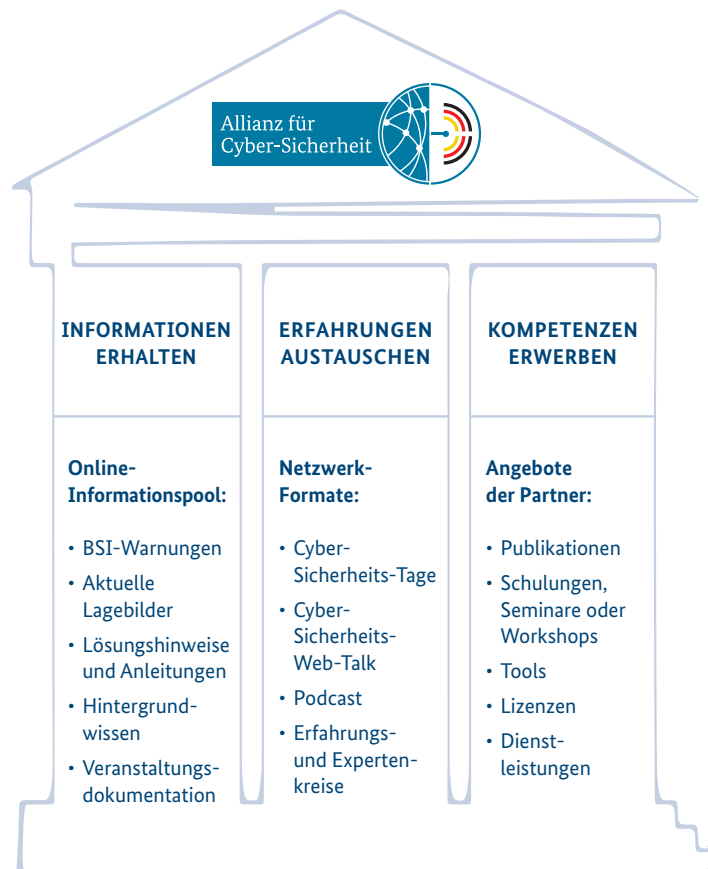 Allianz für
Cyber-Sicherheit
INFORMATIONEN
ERHALTEN
Online-
Informationspool:
• BSI-Warnungen
• Aktuelle
Lagebilder
• Lösungshinweise
und Anleitungen
• Hintergrund-
wissen
• Veranstaltungs-
dokumentation
ERFAHRUNGEN
AUSTAUSCHEN
Netzwerk-
Formate:
• Cyber-
Sicherheits-Tage
• Cyber-
Sicherheits-
Web-Talk
• Podcast
• Erfahrungs-
und Experten-
kreise
KOMPETENZEN
ERWERBEN
Angebote
der Partner:
• Publikationen
• Schulungen,
Seminare oder
Workshops
• Tools
• Lizenzen
• Dienst-
leistungen